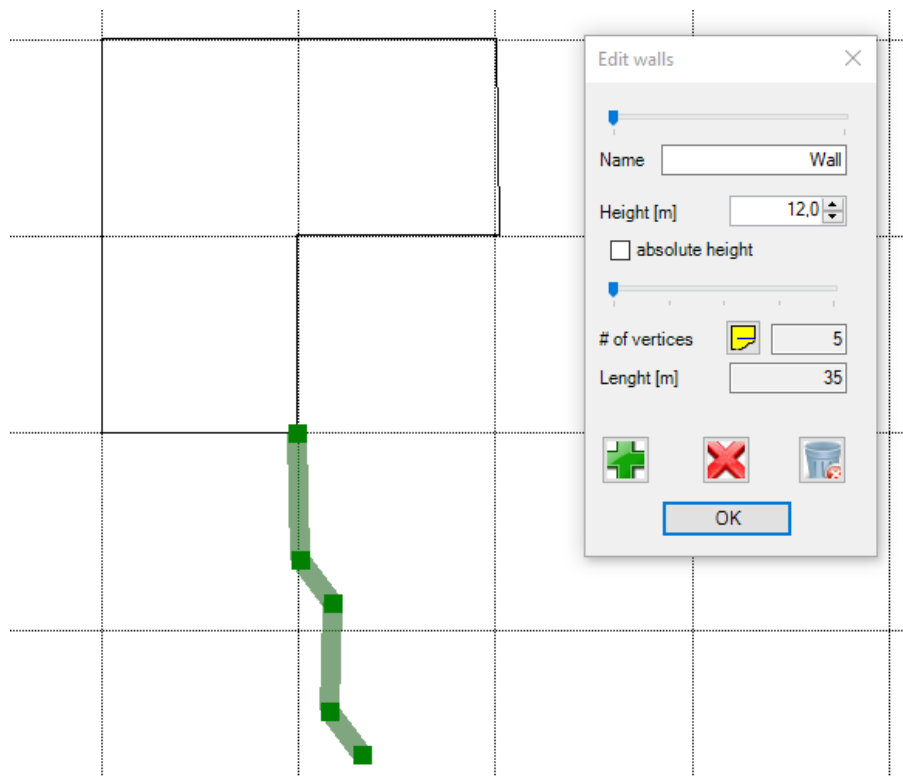 Edit walls
Name Wall
Height [m] 12,0
absolute height
# of vertices 5
Lenght [m] 35
OK